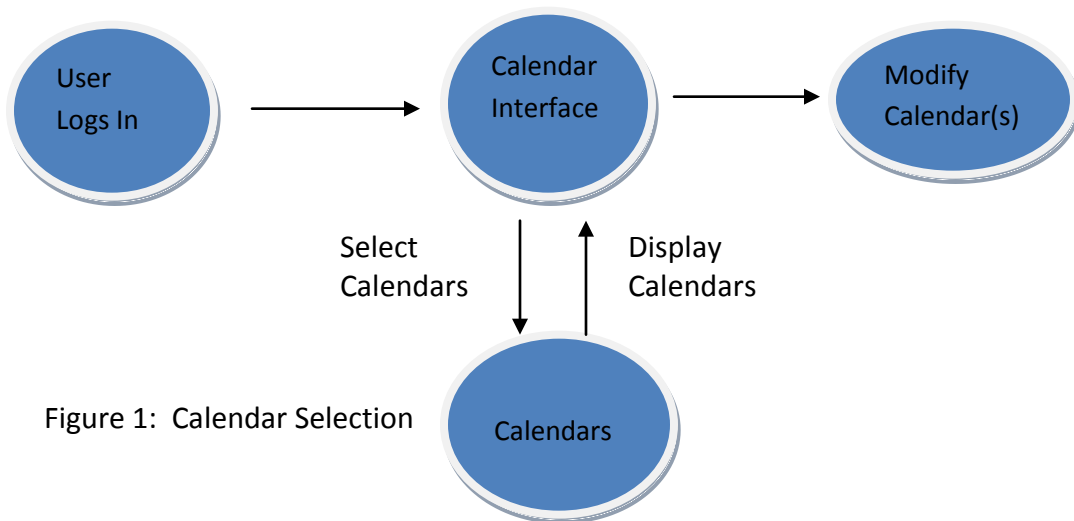 User
Logs In
Calendar
Interface
Modify
Calendar(s)
Select
Calendars
Display
Calendars
Figure 1: Calendar Selection
Calendars